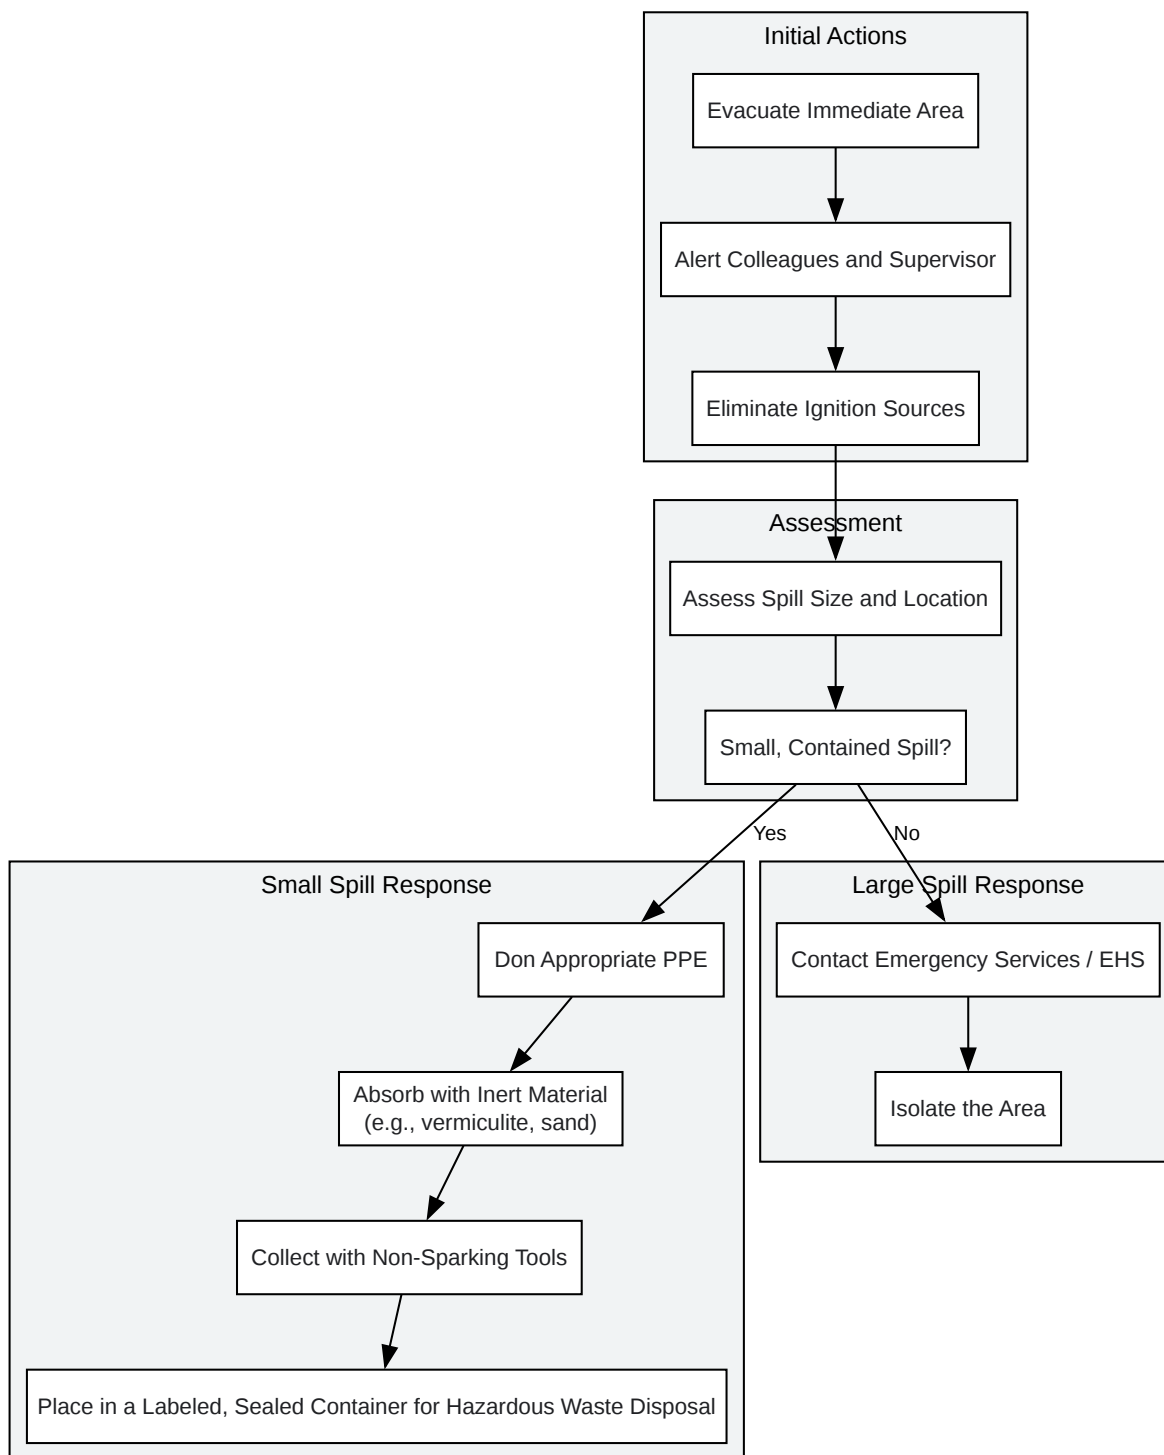 Initial Actions
Evacuate Immediate Area
Alert Colleagues and Supervisor
Eliminate Ignition Sources
Assessment
Assess Spill Size and Location
Small, Contained Spill?
Yes
No
Small Spill Response
Don Appropriate PPE
Absorb with Inert Material
(e.g., vermiculite, sand)
Collect with Non-Sparking Tools
Place in a Labeled, Sealed Container for Hazardous Waste Disposal
Large Spill Response
Contact Emergency Services / EHS
Isolate the Area